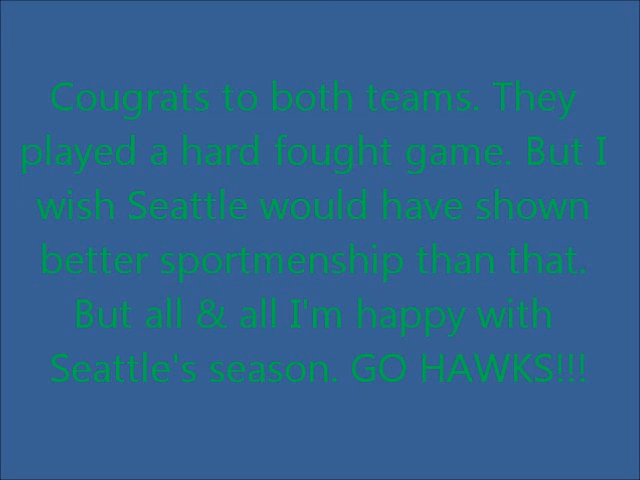 Cougrats to both teams. They
played a hard fought game. But I
wish Seattle would have shown
better sportmenship than that.
But all & all I'm happy with
Seattle's season. GO HAWKS!!!